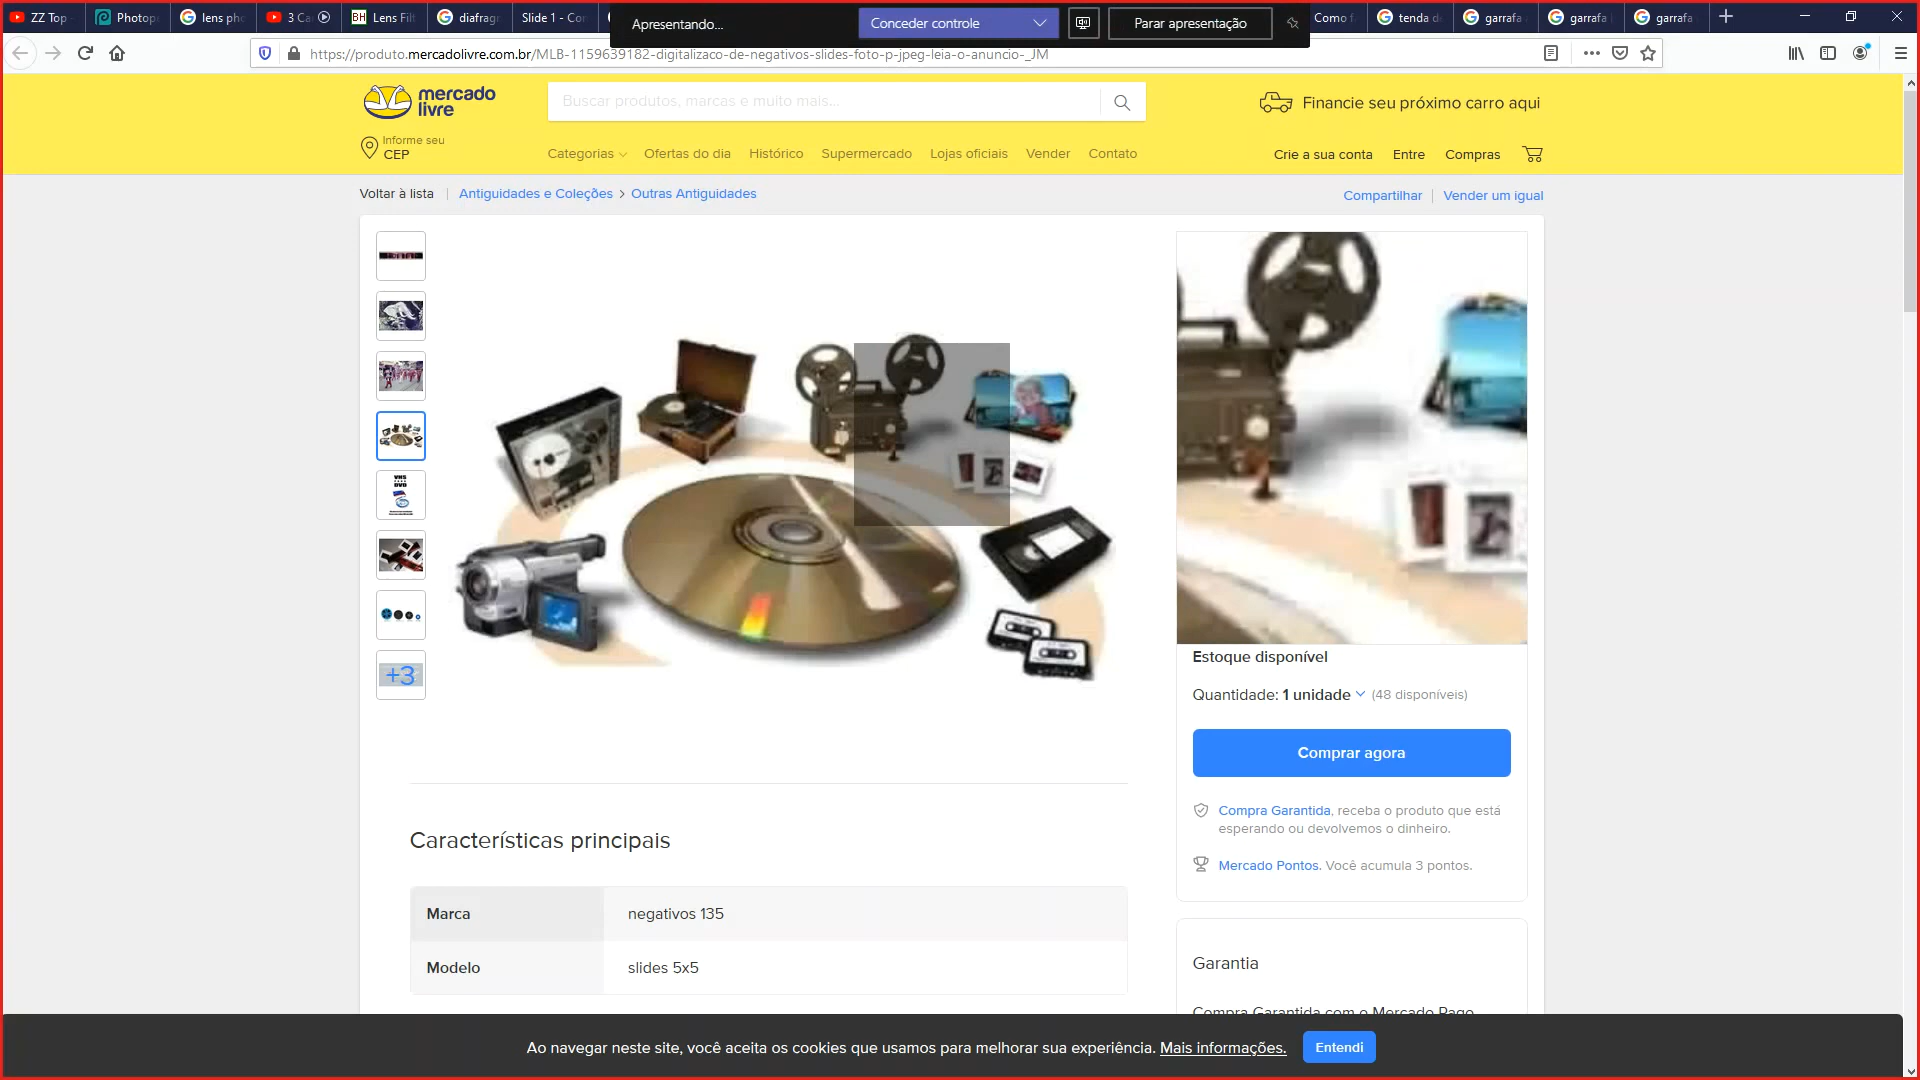 ZZ Top
Photope
lens pho
3 Ca
Lens Filt
diafragm
Slide 1 - Co
Apresentando...
Conceder controle
Parar apresentação
Como f
tenda d
garrafa
garrafa
garrafa
https://produto.mercadolivre.com.br/MLB-1159639182-digitalizaco-de-negativos-slides-foto-p-jpeg-leia-o-anuncio-_JM
mercado
livre
Buscar produtos, marcas e muito mais...
Financie seu próximo carro aqui
Informe seu
CEP
Categorias
Ofertas do dia
Histórico
Supermercado
Lojas oficiais
Vender
Contato
Crie a sua conta
Entre
Compras
Voltar à lista
Antiguidades e Coleções > Outras Antiguidades
Compartilhar
Vender um igual
VHS
DVD
+3
Estoque disponível
Quantidade: 1 unidade (48 disponíveis)
Comprar agora
Compra Garantida, receba o produto que está
esperando ou devolvemos o dinheiro.
Mercado Pontos. Você acumula 3 pontos.
Características principais
Marca negativos 135
Modelo slides 5x5
Garantia
Compra Garantida com o Mercado Pago
Ao navegar neste site, você aceita os cookies que usamos para melhorar sua experiência. Mais informações.
Entendi